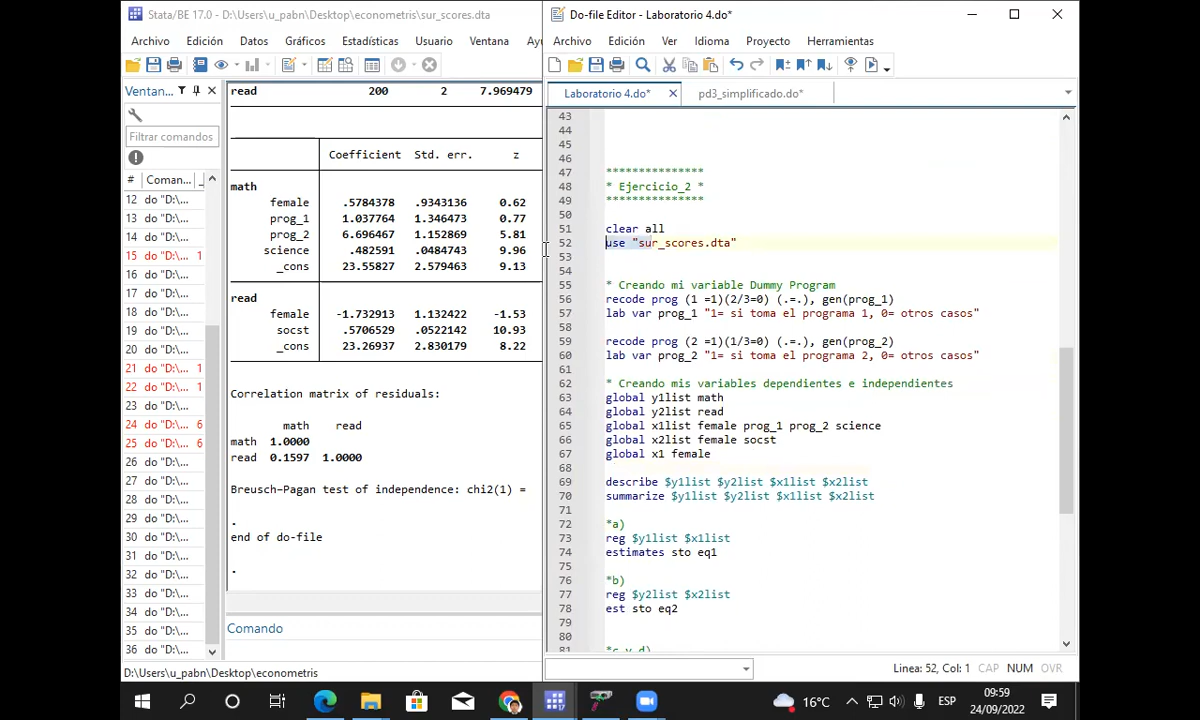 Stata/BE 17.0 - D:\Users\u_pabn\Desktop\econometris\sur_scores.dta
Archivo Edición Datos Gráficos Estadísticas Usuario Ventana Ay
Ventan...
Filtrar comandos
# Coman...
12 do "D:\...
13 do "D:\...
14 do "D:\...
15 do "D:\... 1
16 do "D:\...
17 do "D:\...
18 do "D:\...
19 do "D:\...
20 do "D:\...
21 do "D:\... 1
22 do "D:\... 1
23 do "D:\...
24 do "D:\... 6
25 do "D:\... 6
26 do "D:\...
27 do "D:\...
28 do "D:\...
29 do "D:\...
30 do "D:\...
31 do "D:\...
32 do "D:\...
33 do "D:\...
34 do "D:\...
35 do "D:\...
36 do "D:\...
read 200 2 7.969479
Coefficient Std. err. z
math
female .5784378 .9343136 0.62
prog_1 1.037764 1.346473 0.77
prog_2 6.696467 1.152869 5.81
science .482591 .0484743 9.96
_cons 23.55827 2.579463 9.13
read
female -1.732913 1.132422 -1.53
socst .5706529 .0522142 10.93
_cons 23.26937 2.830179 8.22
Correlation matrix of residuals:
math read
math 1.0000
read 0.1597 1.0000
Breusch-Pagan test of independence: chi2(1) =
.
end of do-file
.
Comando
D:\Users\u_pabn\Desktop\econometris
Do-file Editor - Laboratorio 4.do*
Archivo Edición Ver Idioma Proyecto Herramientas
Laboratorio 4.do* pd3_simplificado.do*
43
44
45
46
47 ***************
48 * Ejercicio_2 *
49 ***************
50
51 clear all
52 use "sur_scores.dta"
53
54
55 * Creando mi variable Dummy Program
56 recode prog (1 =1)(2/3=0) (.=.), gen(prog_1)
57 lab var prog_1 "1= si toma el programa 1, 0= otros casos"
58
59 recode prog (2 =1)(1/3=0) (.=.), gen(prog_2)
60 lab var prog_2 "1= si toma el programa 2, 0= otros casos"
61
62 * Creando mis variables dependientes e independientes
63 global y1list math
64 global y2list read
65 global x1list female prog_1 prog_2 science
66 global x2list female socst
67 global x1 female
68
69 describe $y1list $y2list $x1list $x2list
70 summarize $y1list $y2list $x1list $x2list
71
72 *a)
73 reg $y1list $x1list
74 estimates sto eq1
75
76 *b)
77 reg $y2list $x2list
78 est sto eq2
79
80
81 *c y d)
Linea: 52, Col: 1 CAP NUM OVR
16°C ESP 09:59
24/09/2022